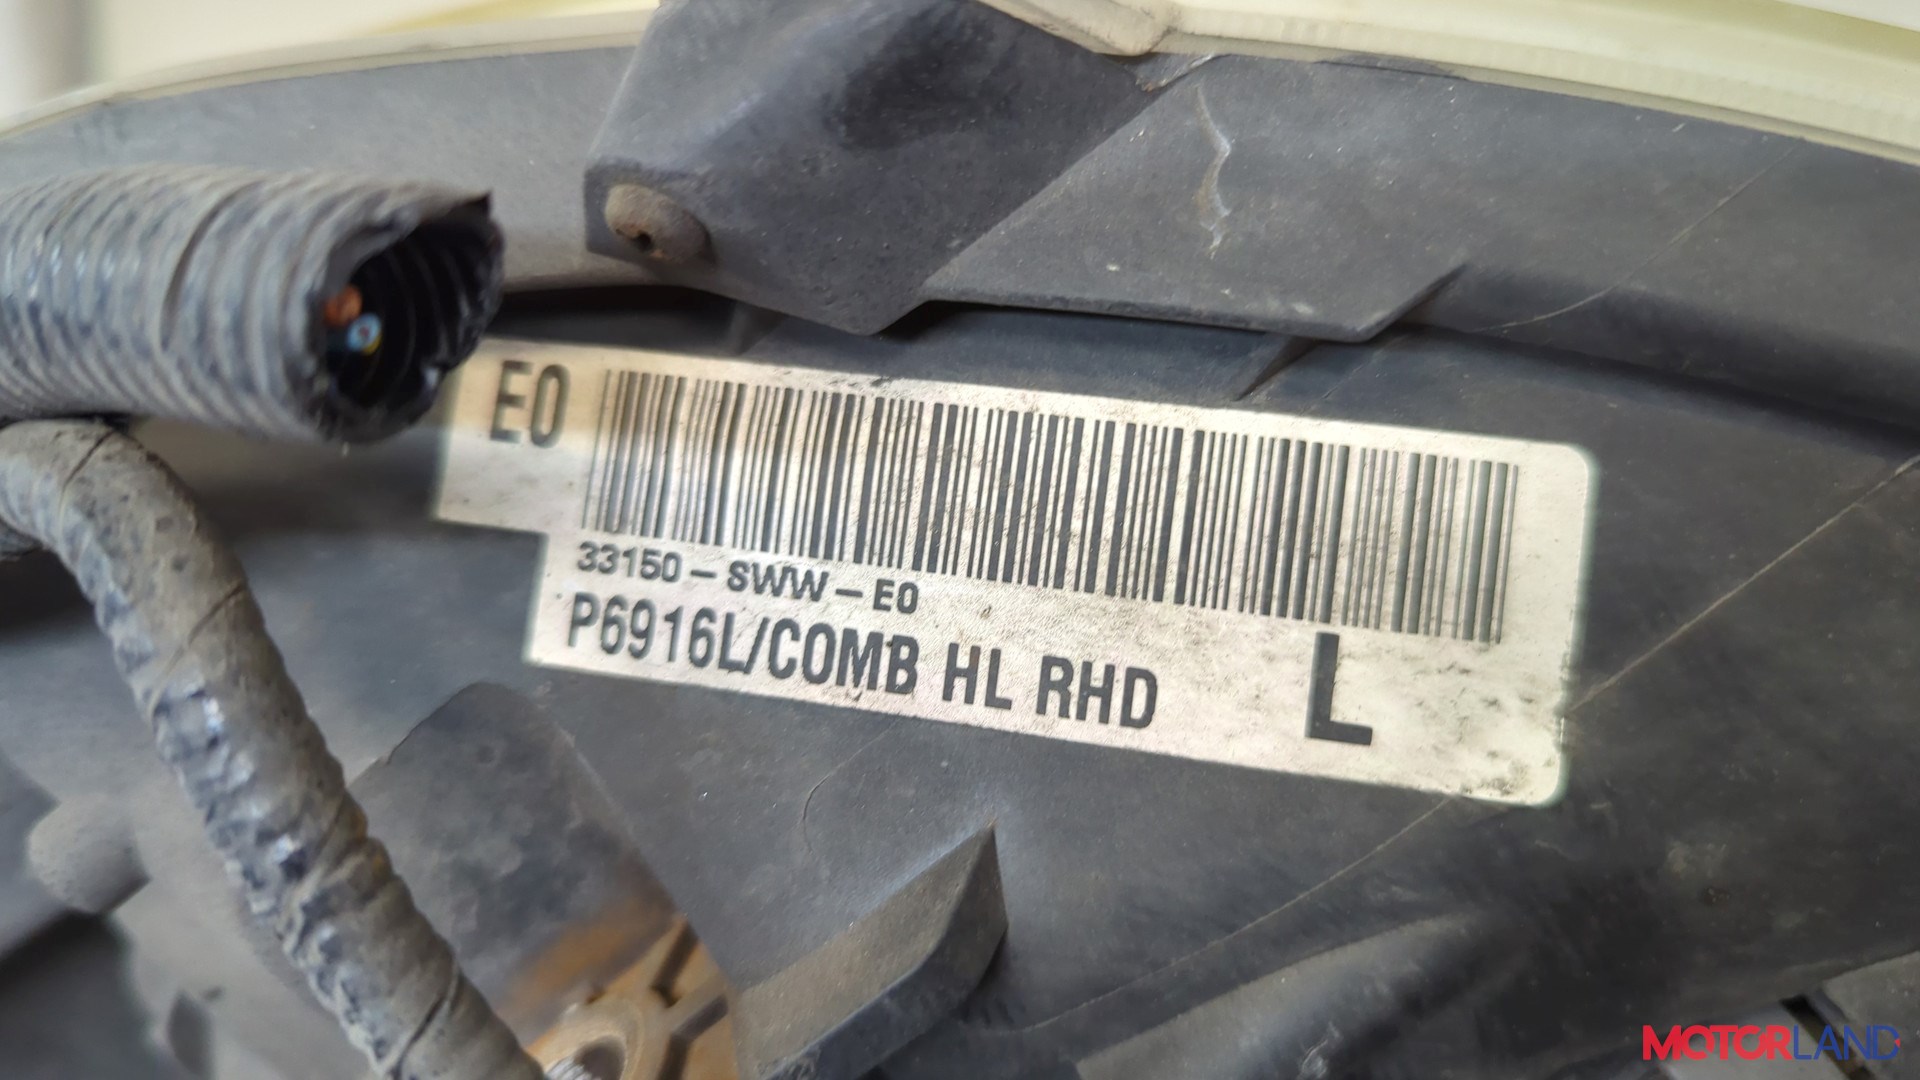 E0
33150-SWW-E0
P6916L/COMB HL RHD L
MOTORLAND